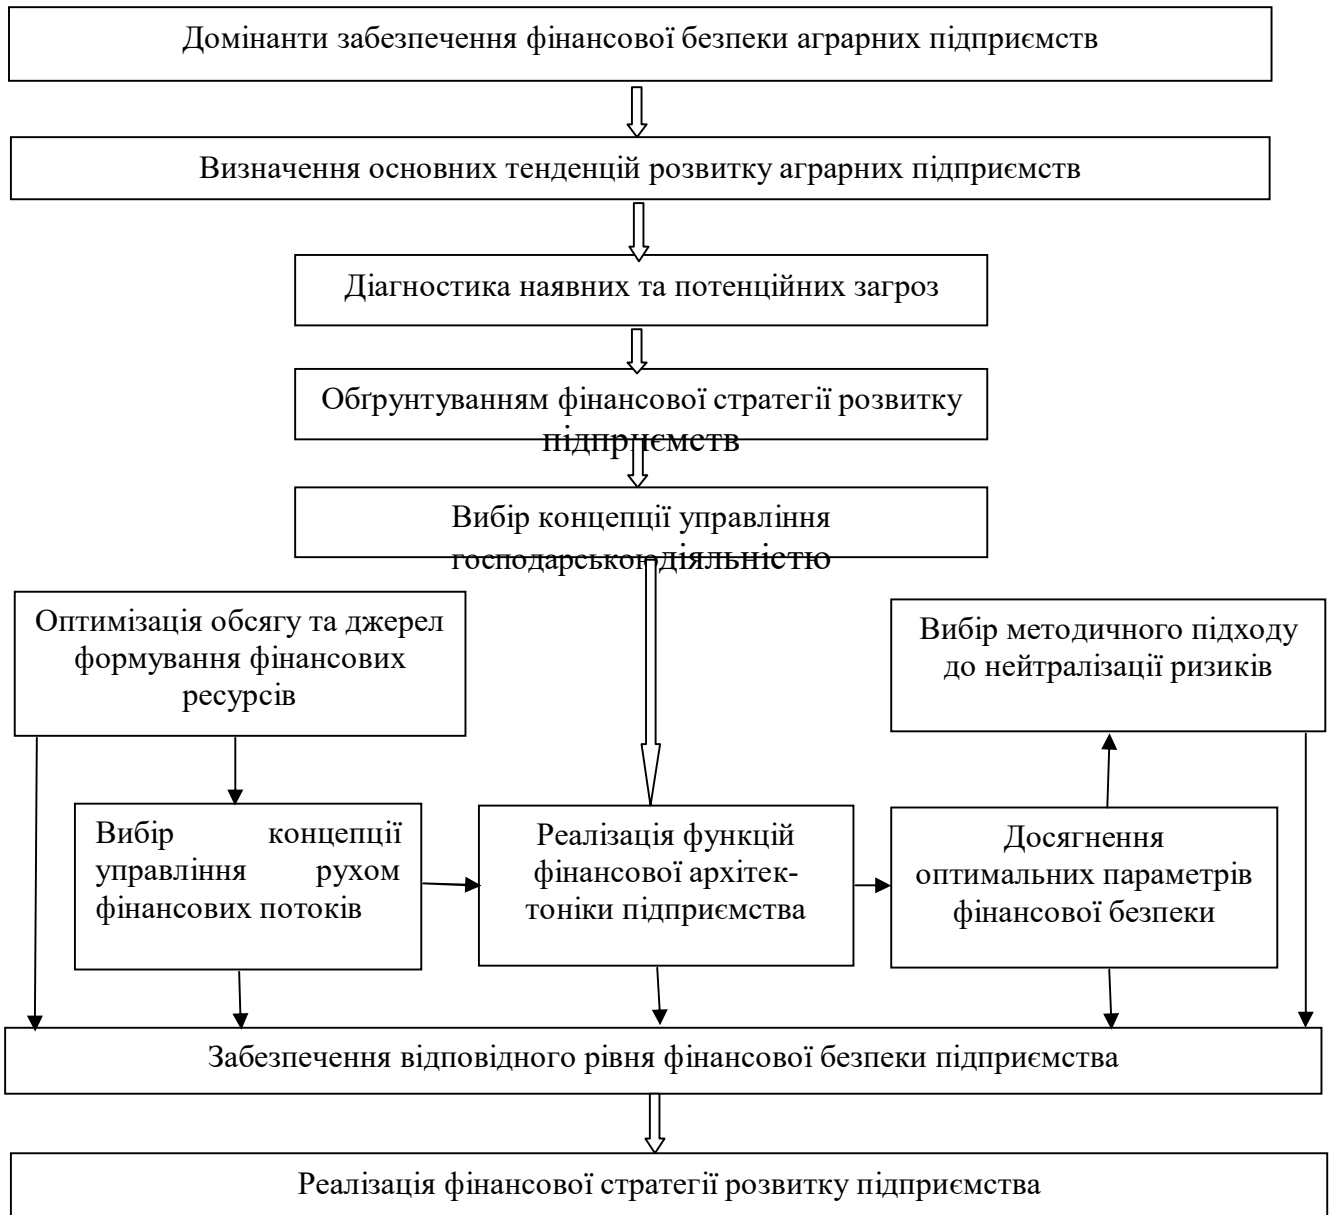 Домінанти забезпечення фінансової безпеки аграрних підприємств
Визначення основних тенденцій розвитку аграрних підприємств
Діагностика наявних та потенційних загроз
Обґрунтуванням фінансової стратегії розвитку
підприємств
Вибір концепції управління
господарською діяльністю
Оптимізація обсягу та джерел
формування фінансових
ресурсів
Вибір методичного підходу
до нейтралізації ризиків
Вибір концепції
управління рухом
фінансових потоків
Реалізація функцій
фінансової архітек-
тоніки підприємства
Досягнення
оптимальних параметрів
фінансової безпеки
Забезпечення відповідного рівня фінансової безпеки підприємства
Реалізація фінансової стратегії розвитку підприємства